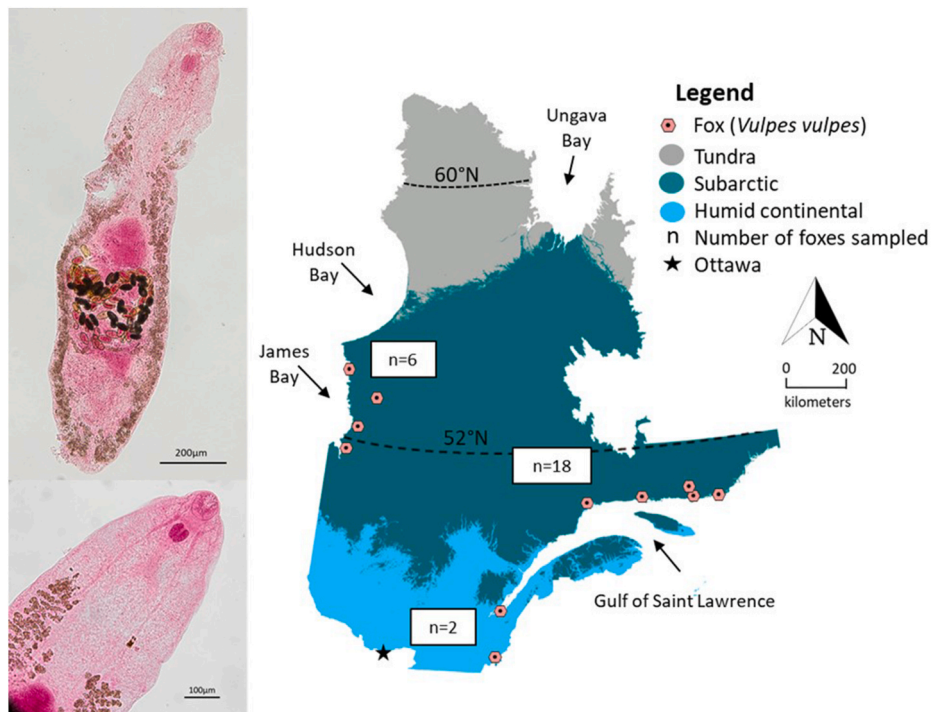 200µm
100µm
Legend
Fox (Vulpes vulpes)
Tundra
Subarctic
Humid continental
n Number of foxes sampled
Ottawa
Ungava
Bay
60°N
Hudson
Bay
James
Bay
n=6
52°N
n=18
n=2
Gulf of Saint Lawrence
N
0 200
kilometers